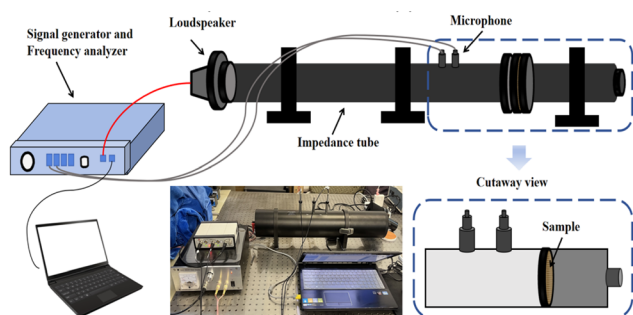 Signal generator and
Frequency analyzer
Loudspeaker
Microphone
Impedance tube
Cutaway view
Sample